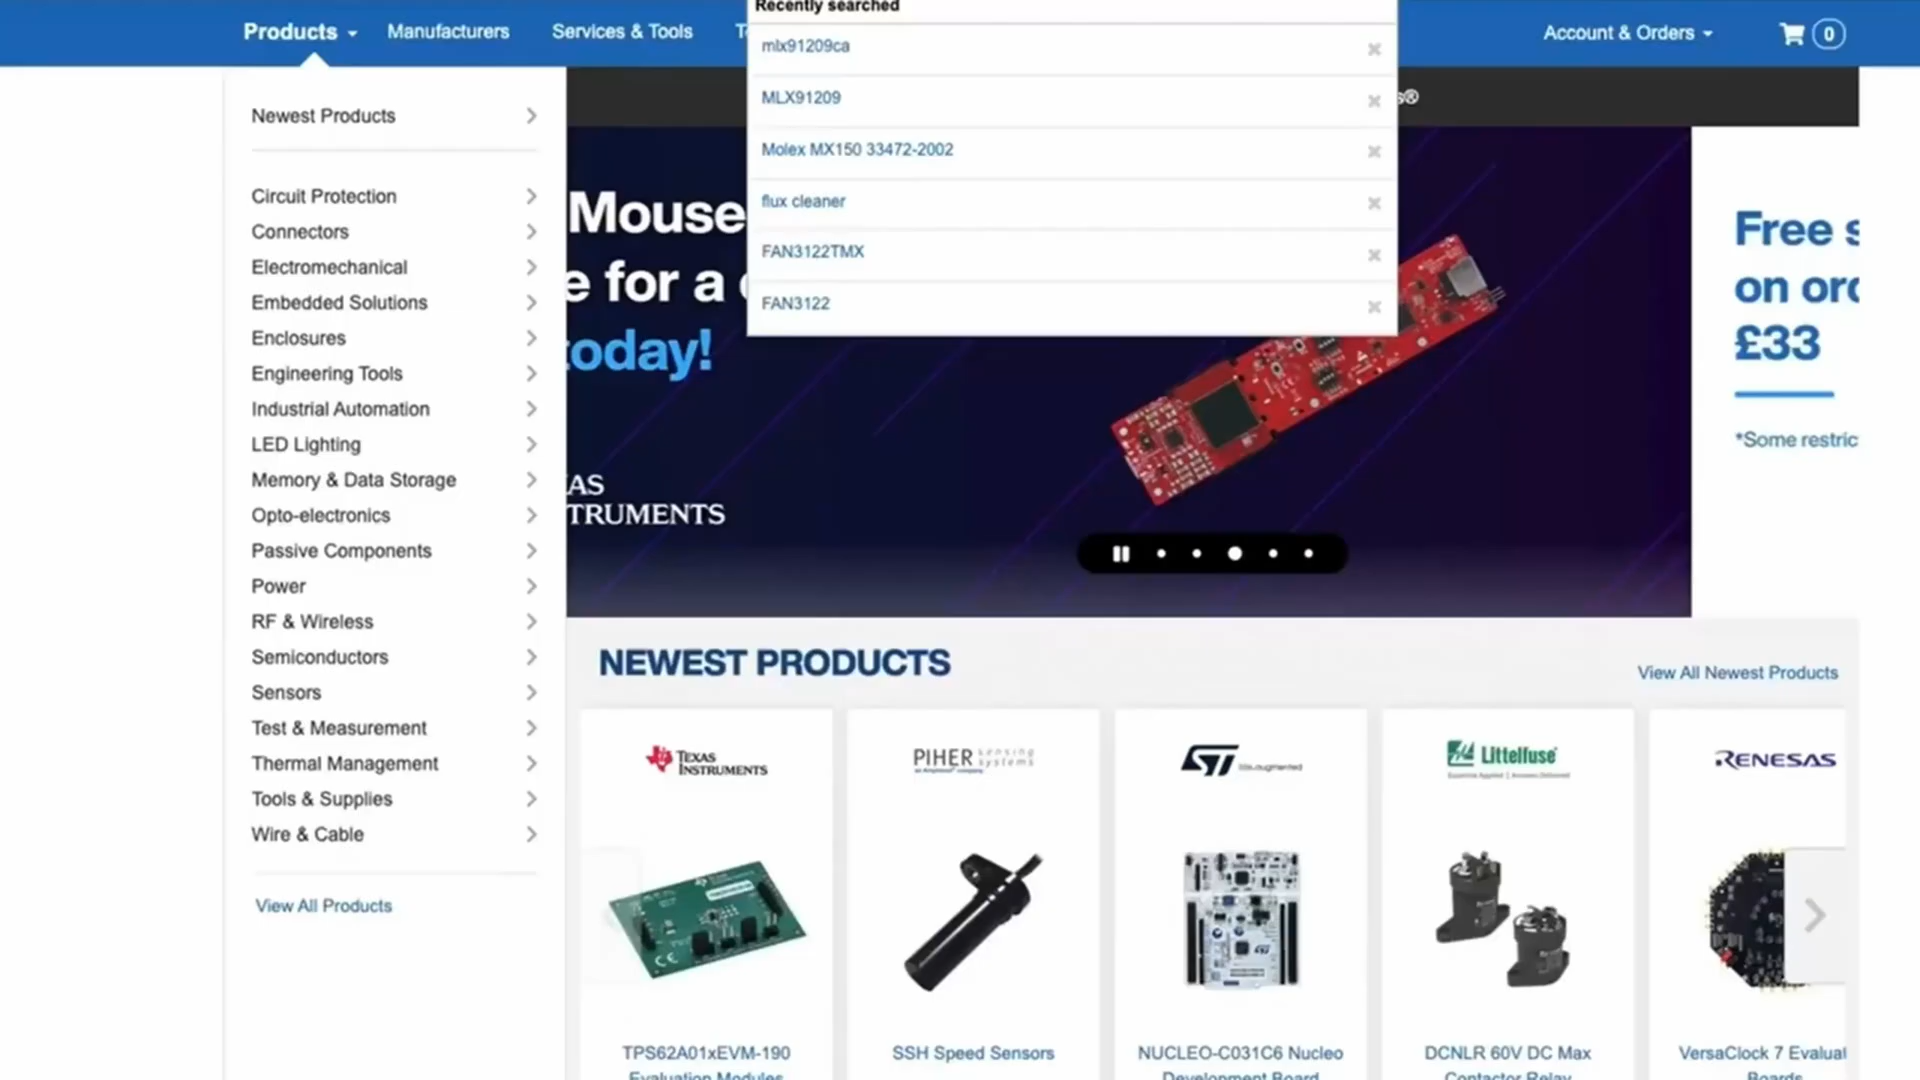 Products
Manufacturers
Services & Tools
Recently searched
Account & Orders
0
mlx91209ca
MLX91209
Molex MX150 33472-2002
flux cleaner
FAN3122TMX
FAN3122
Newest Products
Circuit Protection
Connectors
Electromechanical
Embedded Solutions
Enclosures
Engineering Tools
Industrial Automation
LED Lighting
Memory & Data Storage
Opto-electronics
Passive Components
Power
RF & Wireless
Semiconductors
Sensors
Test & Measurement
Thermal Management
Tools & Supplies
Wire & Cable
View All Products
s®
Mouse
e for a
today!
AS
TRUMENTS
Free s
on orc
£33
*Some restric
NEWEST PRODUCTS
View All Newest Products
TEXAS
INSTRUMENTS
TPS62A01xEVM-190
Evaluation Modules
PIHER sensing
systems
an Amphenol company
SSH Speed Sensors
ST life.augmented
NUCLEO-C031C6 Nucleo
Development Board
Littelfuse
Expertise Applied | Answers Delivered
DCNLR 60V DC Max
Contactor Relay
RENESAS
VersaClock 7 Evaluat
Boards